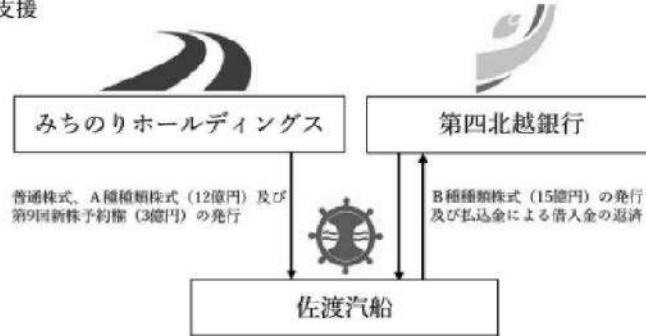 支援
みちのりホールディングス
第四北越銀行
普通株式、A種種類株式（12億円）及び
第9回新株予約権（3億円）の発行
B種種類株式（15億円）の発行
及び払込金による借入金の返済
佐渡汽船